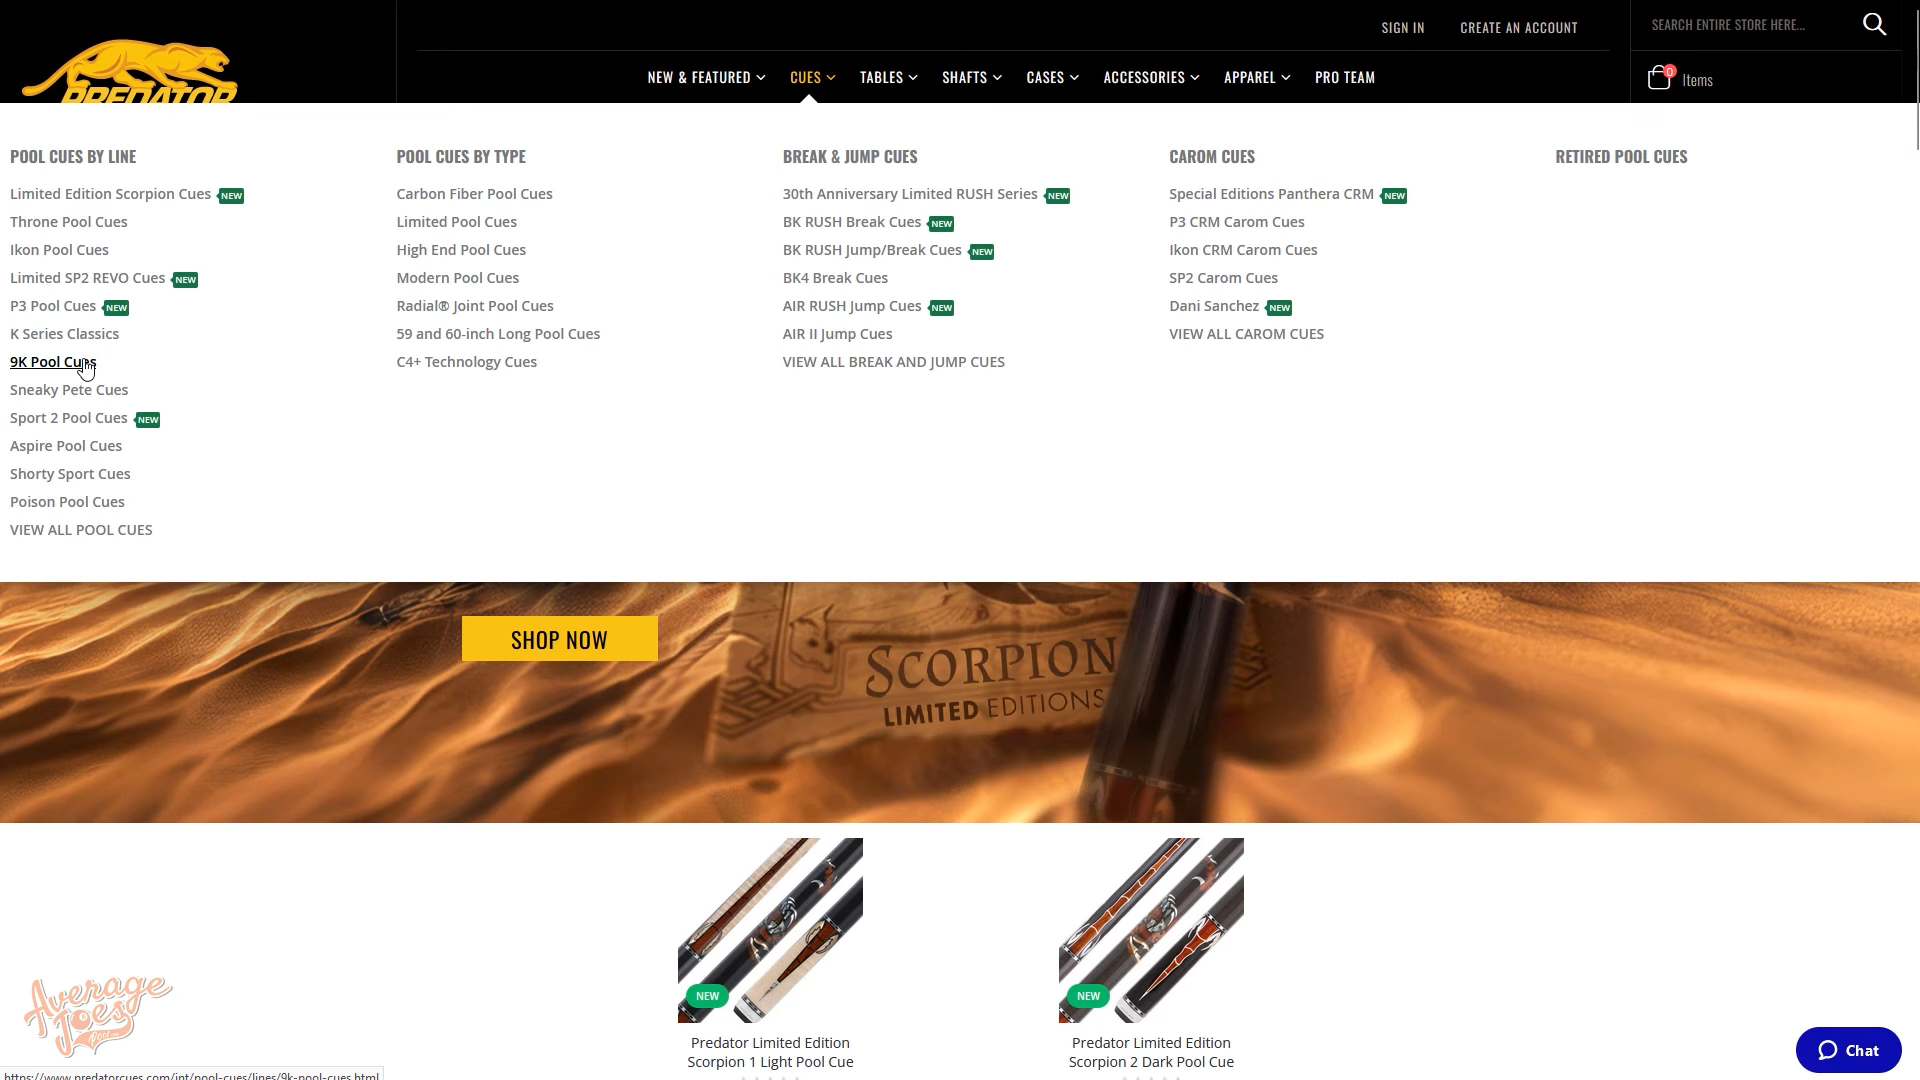 SIGN IN
CREATE AN ACCOUNT
SEARCH ENTIRE STORE HERE...
PREDATOR
NEW & FEATURED
CUES
TABLES
SHAFTS
CASES
ACCESSORIES
APPAREL
PRO TEAM
0
Items
POOL CUES BY LINE
Limited Edition Scorpion Cues NEW
Throne Pool Cues
Ikon Pool Cues
Limited SP2 REVO Cues NEW
P3 Pool Cues NEW
K Series Classics
9K Pool Cues
Sneaky Pete Cues
Sport 2 Pool Cues NEW
Aspire Pool Cues
Shorty Sport Cues
Poison Pool Cues
VIEW ALL POOL CUES
POOL CUES BY TYPE
Carbon Fiber Pool Cues
Limited Pool Cues
High End Pool Cues
Modern Pool Cues
Radial® Joint Pool Cues
59 and 60-inch Long Pool Cues
C4+ Technology Cues
BREAK & JUMP CUES
30th Anniversary Limited RUSH Series NEW
BK RUSH Break Cues NEW
BK RUSH Jump/Break Cues NEW
BK4 Break Cues
AIR RUSH Jump Cues NEW
AIR II Jump Cues
VIEW ALL BREAK AND JUMP CUES
CAROM CUES
Special Editions Panthera CRM NEW
P3 CRM Carom Cues
Ikon CRM Carom Cues
SP2 Carom Cues
Dani Sanchez NEW
VIEW ALL CAROM CUES
RETIRED POOL CUES
SHOP NOW
SCORPION
LIMITED EDITIONS
NEW
Predator Limited Edition
Scorpion 1 Light Pool Cue
NEW
Predator Limited Edition
Scorpion 2 Dark Pool Cue
Average
Joes
Pool
Chat
https://www.predatorcues.com/int/pool-cues/lines/9k-pool-cues.html